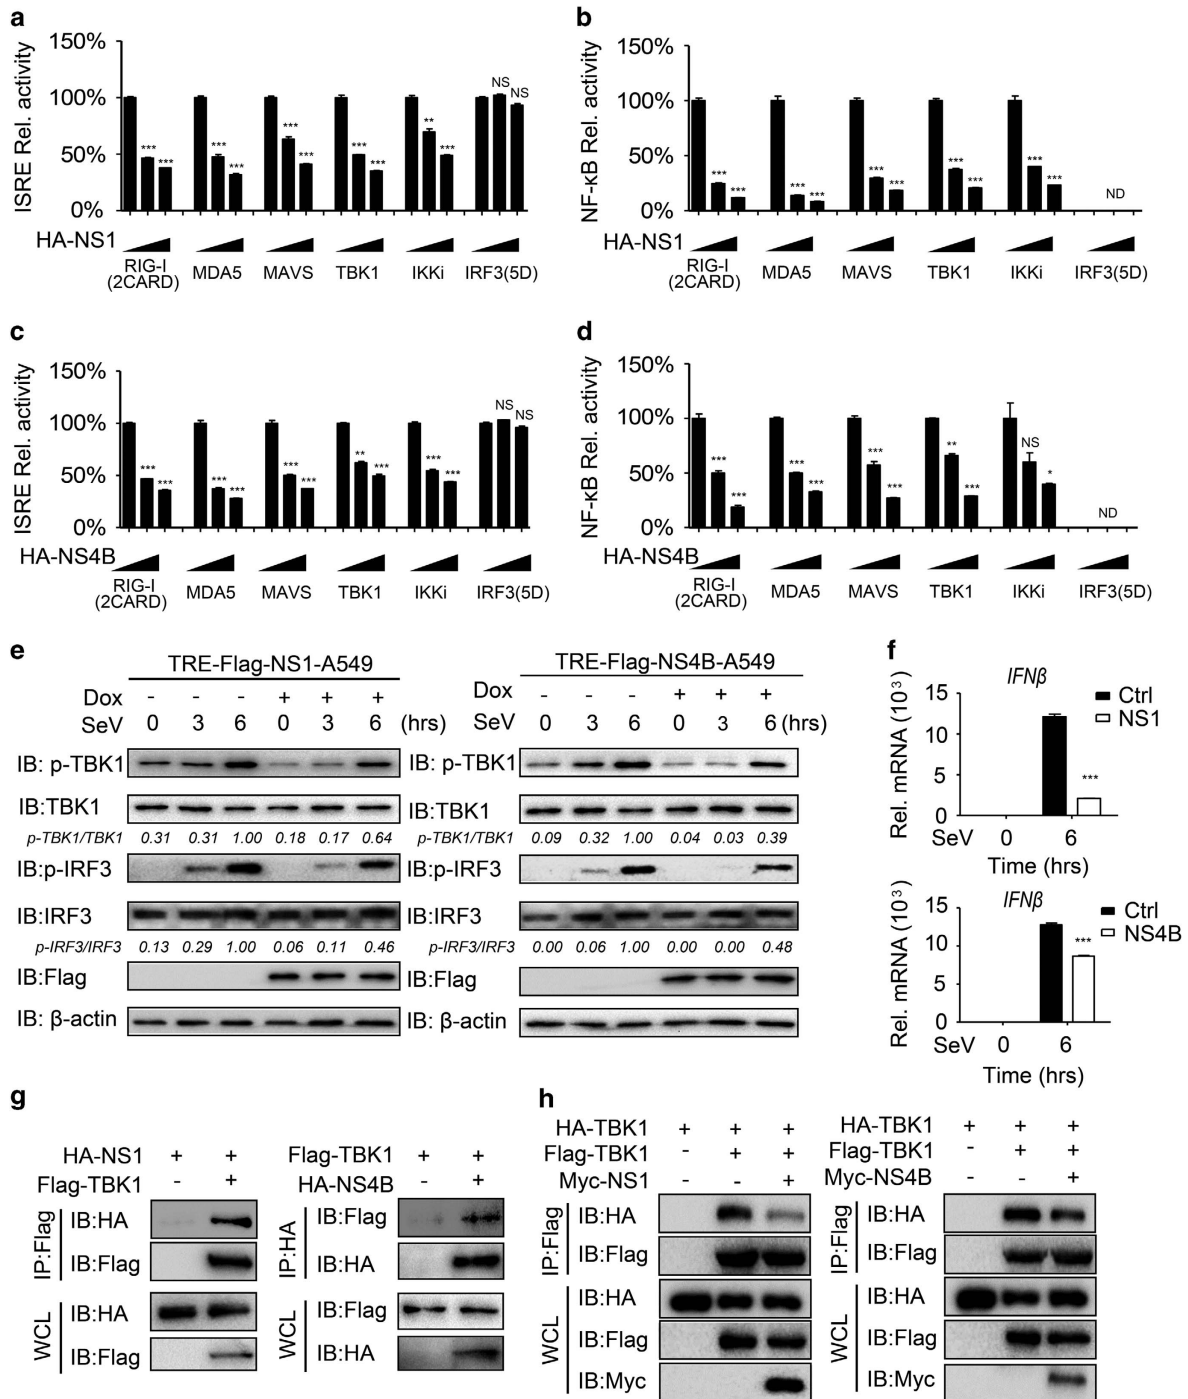 a
ISRE Rel. activity
150%
100%
50%
0%
*** *** *** *** *** *** *** *** ** *** NS NS
HA-NS1
RIG-I (2CARD) MDA5 MAVS TBK1 IKKi IRF3(5D)
b
NF-κB Rel. activity
150%
100%
50%
0%
*** *** *** *** *** *** *** *** *** *** ND
HA-NS1
RIG-I (2CARD) MDA5 MAVS TBK1 IKKi IRF3(5D)
c
ISRE Rel. activity
150%
100%
50%
0%
*** *** *** *** *** *** ** *** *** *** NS NS
HA-NS4B
RIG-I (2CARD) MDA5 MAVS TBK1 IKKi IRF3(5D)
d
NF-κB Rel. activity
150%
100%
50%
0%
*** *** *** *** *** *** ** *** NS * ND
HA-NS4B
RIG-I (2CARD) MDA5 MAVS TBK1 IKKi IRF3(5D)
e
TRE-Flag-NS1-A549
Dox - - - + + +
SeV 0 3 6 0 3 6 (hrs)
IB: p-TBK1
IB:TBK1
p-TBK1/TBK1 0.31 0.31 1.00 0.18 0.17 0.64
IB:p-IRF3
IB:IRF3
p-IRF3/IRF3 0.13 0.29 1.00 0.06 0.11 0.46
IB:Flag
IB: β-actin
TRE-Flag-NS4B-A549
Dox - - - + + +
SeV 0 3 6 0 3 6 (hrs)
IB: p-TBK1
IB:TBK1
p-TBK1/TBK1 0.09 0.32 1.00 0.04 0.03 0.39
IB:p-IRF3
IB:IRF3
p-IRF3/IRF3 0.00 0.06 1.00 0.00 0.00 0.48
IB:Flag
IB: β-actin
f
IFNβ
Rel. mRNA (10³)
15
10
5
0
Ctrl
NS1
***
SeV 0 6
Time (hrs)
IFNβ
Rel. mRNA (10³)
15
10
5
0
Ctrl
NS4B
***
SeV 0 6
Time (hrs)
g
HA-NS1 + +
Flag-TBK1 - +
IP:Flag
IB:HA
IB:Flag
WCL
IB:HA
IB:Flag
Flag-TBK1 + +
HA-NS4B - +
IP:HA
IB:Flag
IB:HA
WCL
IB:Flag
IB:HA
h
HA-TBK1 + + +
Flag-TBK1 - + +
Myc-NS1 - - +
IP:Flag
IB:HA
IB:Flag
WCL
IB:HA
IB:Flag
IB:Myc
HA-TBK1 + + +
Flag-TBK1 - + +
Myc-NS4B - - +
IP:Flag
IB:HA
IB:Flag
WCL
IB:HA
IB:Flag
IB:Myc